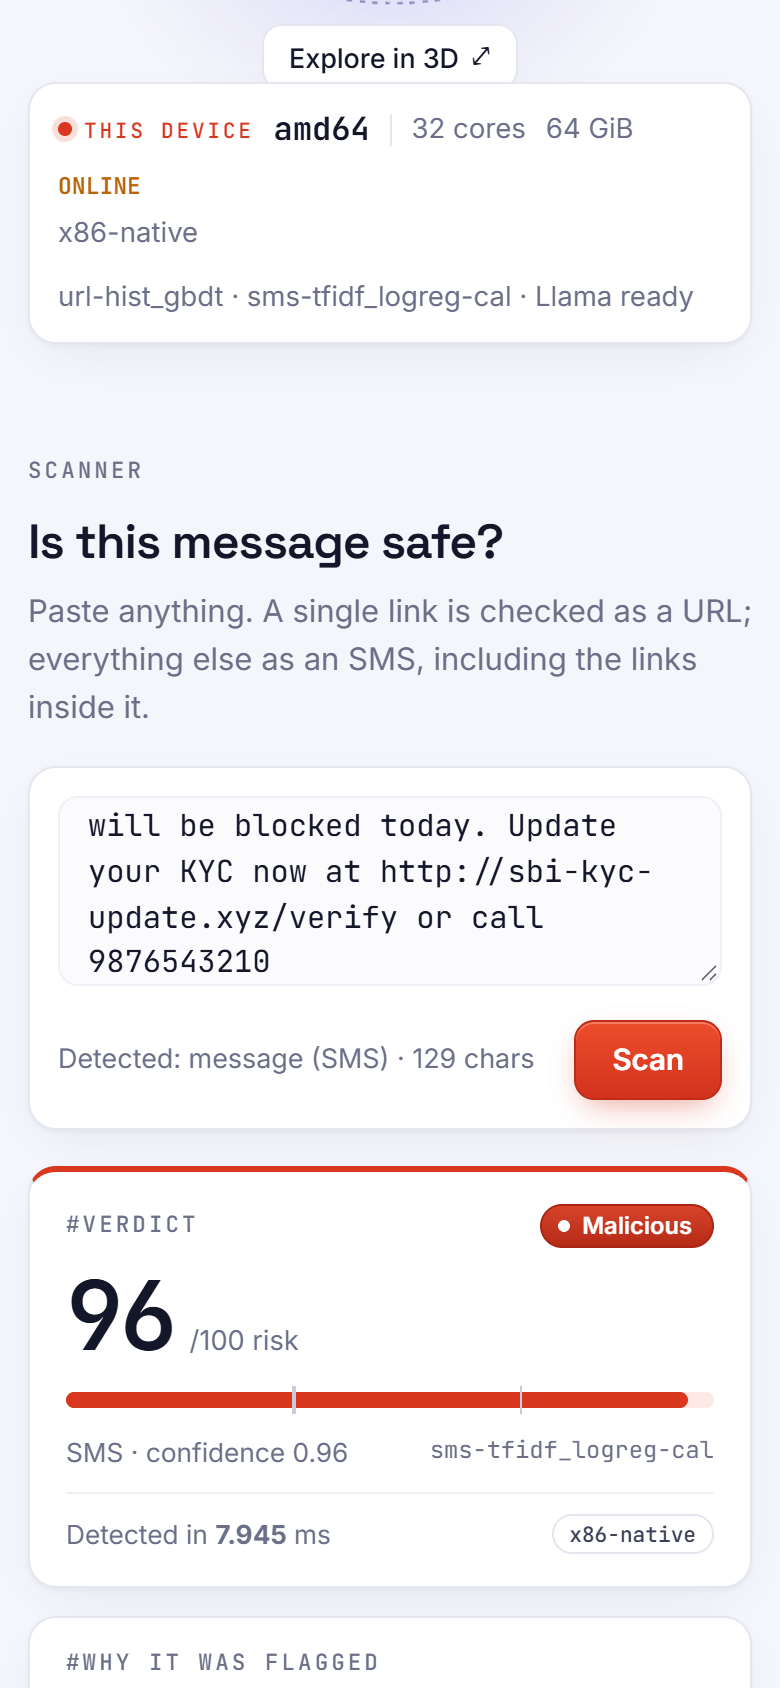 Explore in 3D
THIS DEVICE amd64 32 cores 64 GiB
ONLINE
x86-native
url-hist_gbdt · sms-tfidf_logreg-cal · Llama ready
SCANNER
Is this message safe?
Paste anything. A single link is checked as a URL;
everything else as an SMS, including the links
inside it.
will be blocked today. Update
your KYC now at http://sbi-kyc-
update.xyz/verify or call
9876543210
Detected: message (SMS) · 129 chars
Scan
#VERDICT
Malicious
96 /100 risk
SMS · confidence 0.96
sms-tfidf_logreg-cal
Detected in 7.945 ms
x86-native
#WHY IT WAS FLAGGED